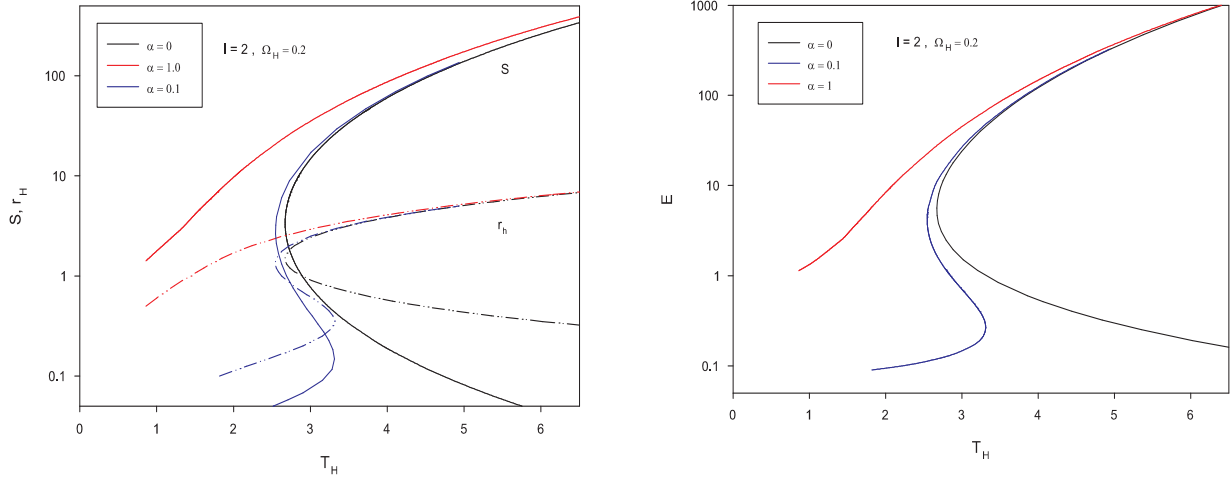 α = 0
α = 1.0
α = 0.1
l = 2 , Ω_H = 0.2
S
r_h
100
10
1
0.1
S, r_H
0 1 2 3 4 5 6
T_H
α = 0
α = 0.1
α = 1
l = 2 , Ω_H = 0.2
1000
100
10
1
0.1
E
0 1 2 3 4 5 6
T_H